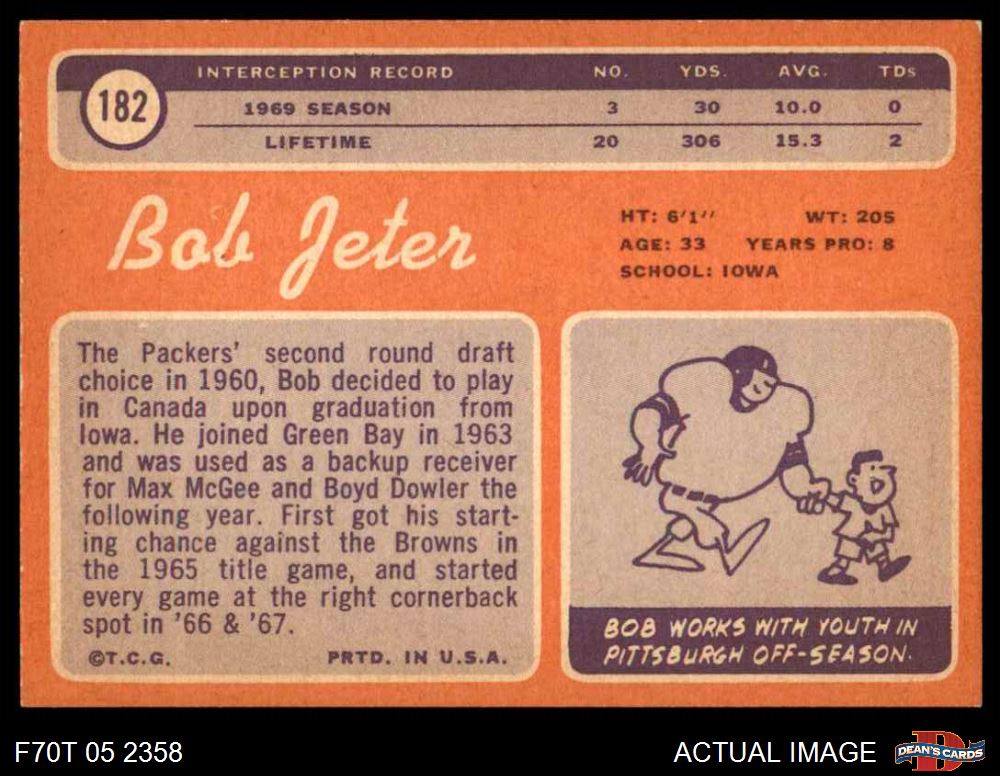 182
INTERCEPTION RECORD NO. YDS. AVG. TDs
1969 SEASON 3 30 10.0 0
LIFETIME 20 306 15.3 2
Bob Jeter
HT: 6'1'' WT: 205
AGE: 33 YEARS PRO: 8
SCHOOL: IOWA
The Packers' second round draft
choice in 1960, Bob decided to play
in Canada upon graduation from
Iowa. He joined Green Bay in 1963
and was used as a backup receiver
for Max McGee and Boyd Dowler the
following year. First got his start-
ing chance against the Browns in
the 1965 title game, and started
every game at the right cornerback
spot in '66 & '67.
©T.C.G. PRTD. IN U.S.A.
BOB WORKS WITH YOUTH IN
PITTSBURGH OFF-SEASON.
F70T 05 2358
ACTUAL IMAGE
D
DEAN'S CARDS